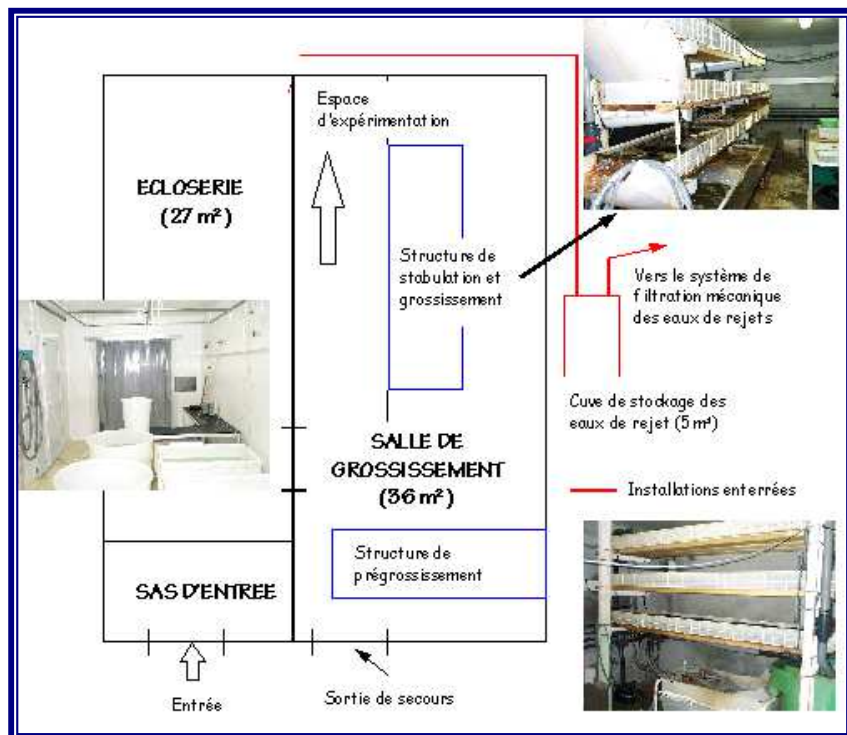 Espace
d'expérimentation
ECLOSERIE
(27 m²)
Structure de
stabulation et
grossissement
Vers le système de
filtration mécanique
des eaux de rejets
Cuve de stockage des
eaux de rejet (5 m³)
SALLE DE
GROSSISSEMENT
(36 m²)
Installations enterrées
Structure de
prégrossissement
SAS D'ENTREE
Entrée
Sortie de secours